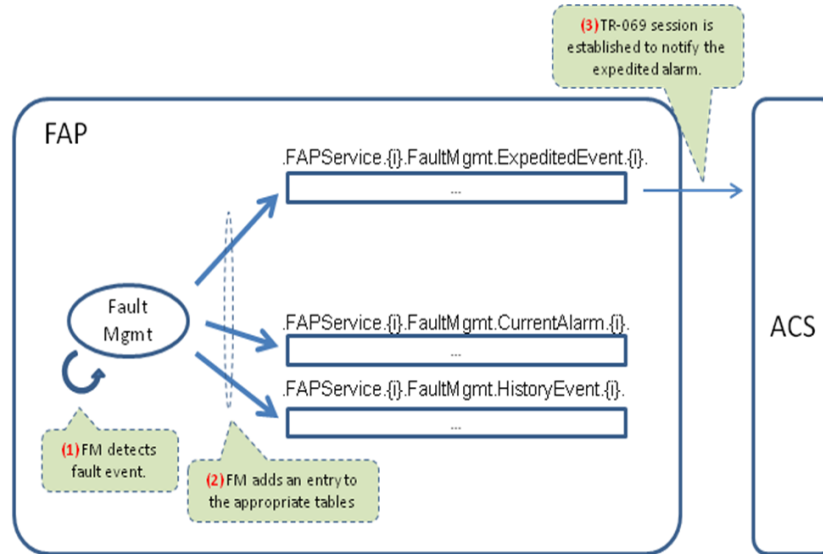 (3) TR-069 session is
established to notify the
expedited alarm.
FAP
.FAPService.{i}.FaultMgmt.ExpeditedEvent.{i}.
...
Fault
Mgmt
.FAPService.{i}.FaultMgmt.CurrentAlarm.{i}.
...
ACS
.FAPService.{i}.FaultMgmt.HistoryEvent.{i}.
...
(1) FM detects
fault event.
(2) FM adds an entry to
the appropriate tables